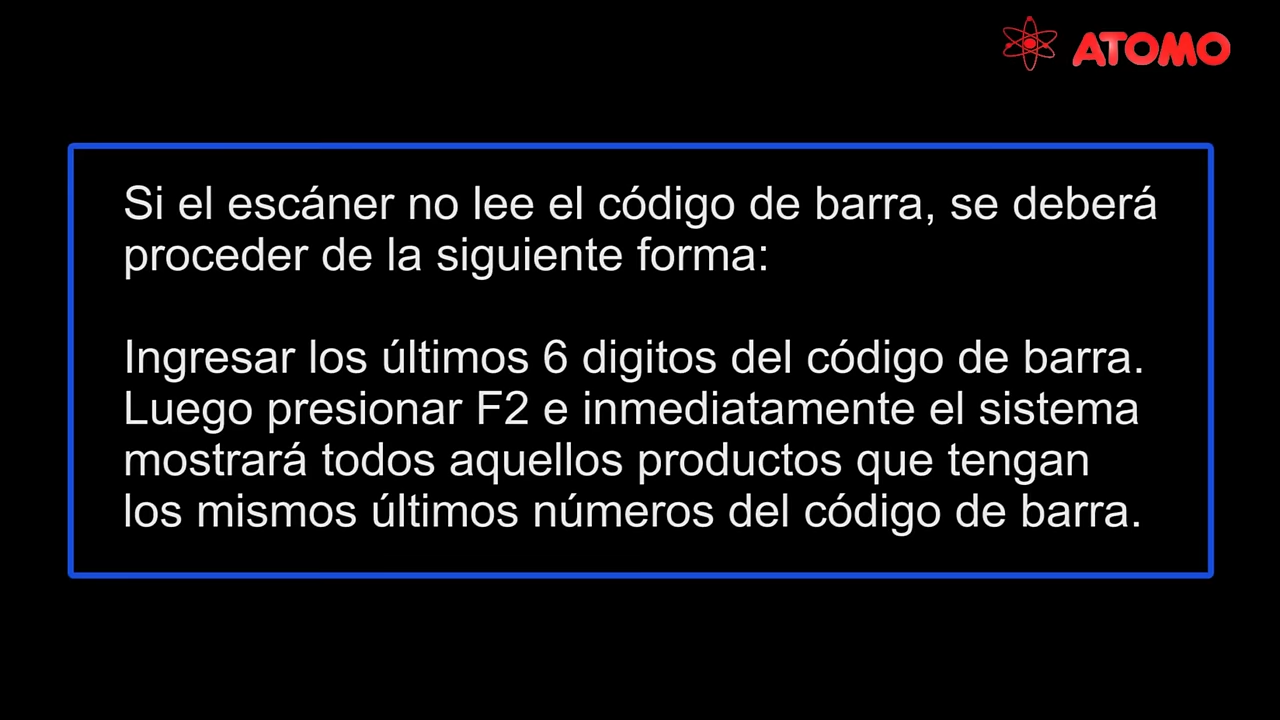 ATOMO
Si el escáner no lee el código de barra, se deberá
proceder de la siguiente forma:
Ingresar los últimos 6 digitos del código de barra.
Luego presionar F2 e inmediatamente el sistema
mostrará todos aquellos productos que tengan
los mismos últimos números del código de barra.